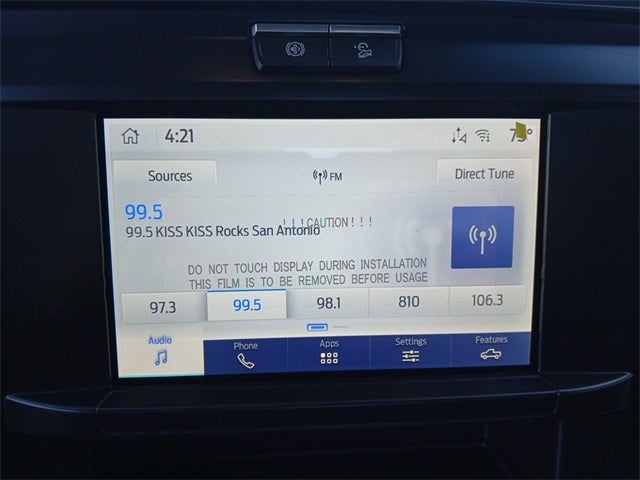 4:21
Sources
FM
Direct Tune
99.5
99.5 KISS KISS Rocks San Antonio
! ! ! CAUTION ! ! !
DO NOT TOUCH DISPLAY DURING INSTALLATION
THIS FILM IS TO BE REMOVED BEFORE USAGE
97.3 99.5 98.1 810 106.3
Audio Phone Apps Settings Features